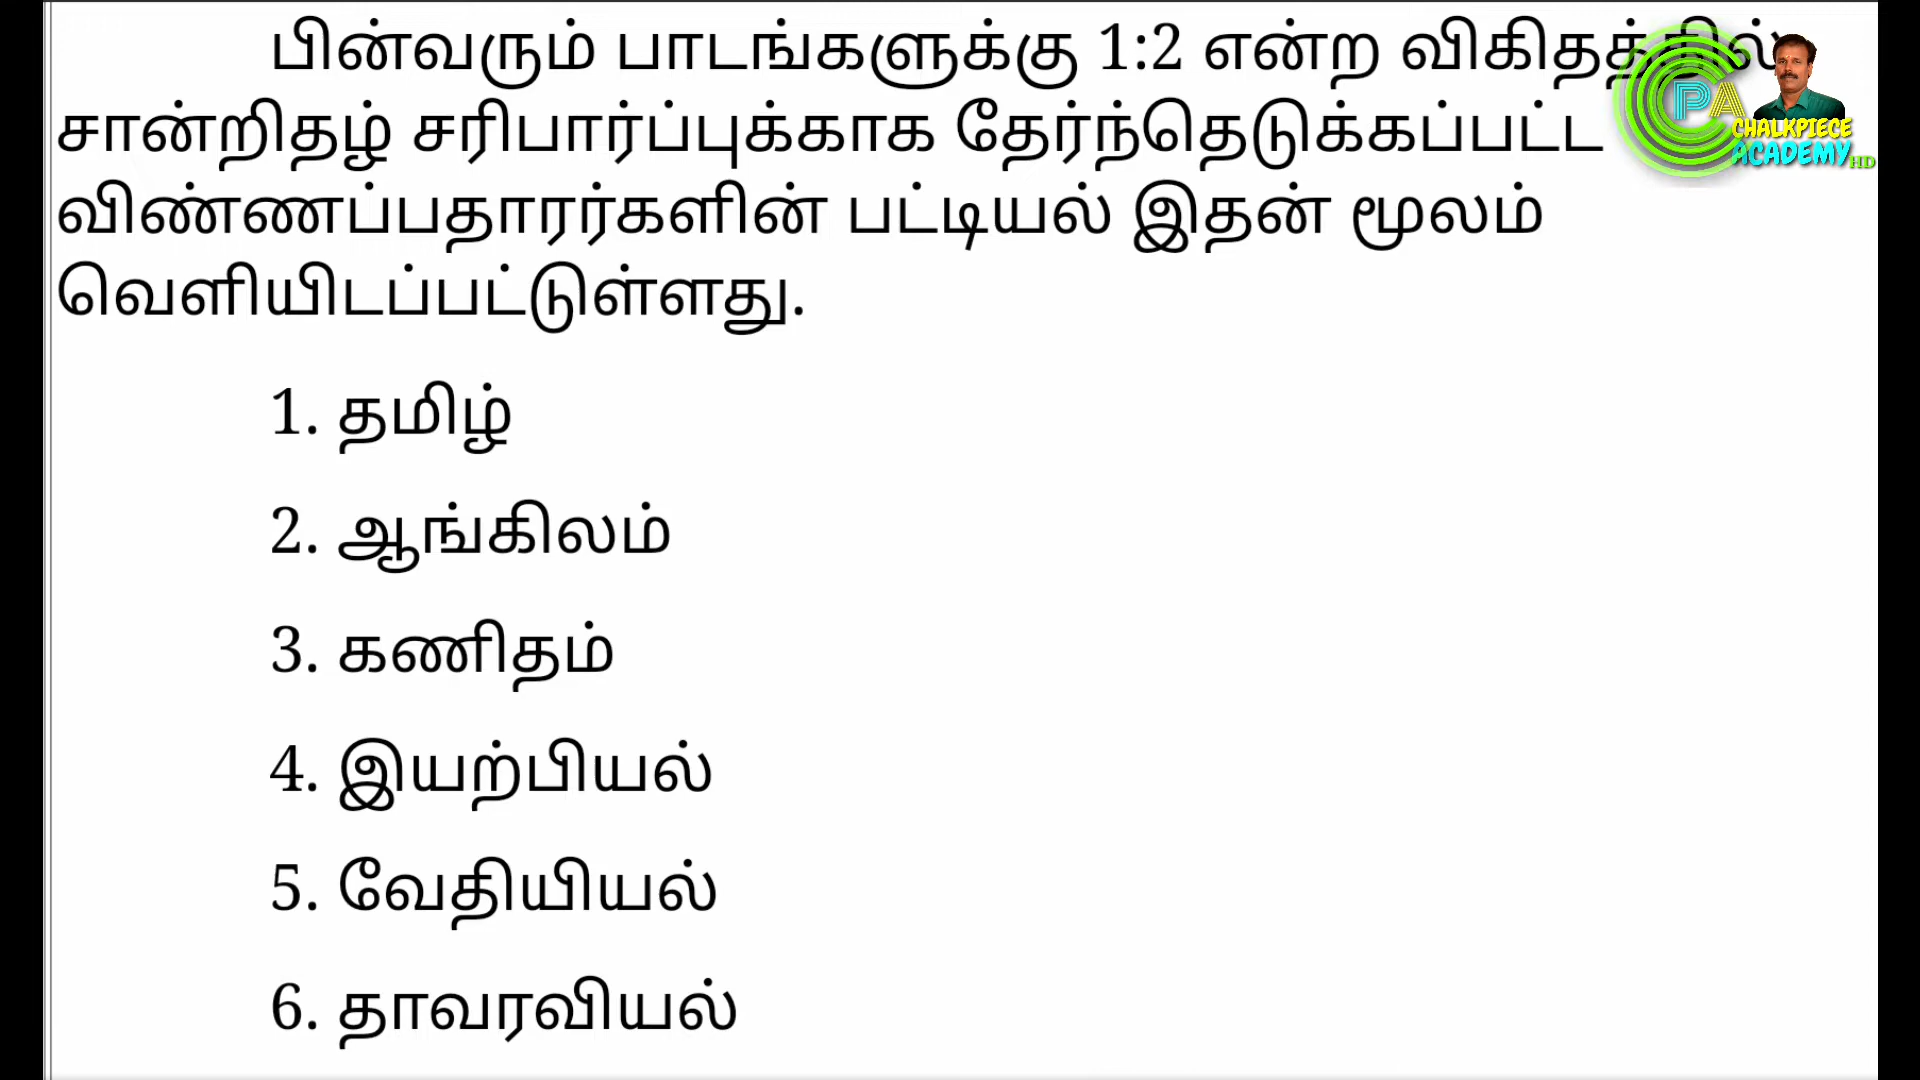 பின்வரும் பாடங்களுக்கு 1:2 என்ற விகிதத்தில்
சான்றிதழ் சரிபார்ப்புக்காக தேர்ந்தெடுக்கப்பட்ட
விண்ணப்பதாரர்களின் பட்டியல் இதன் மூலம்
வெளியிடப்பட்டுள்ளது.
1. தமிழ்
2. ஆங்கிலம்
3. கணிதம்
4. இயற்பியல்
5. வேதியியல்
6. தாவரவியல்
CPA
CHALKPIECE
ACADEMY HD